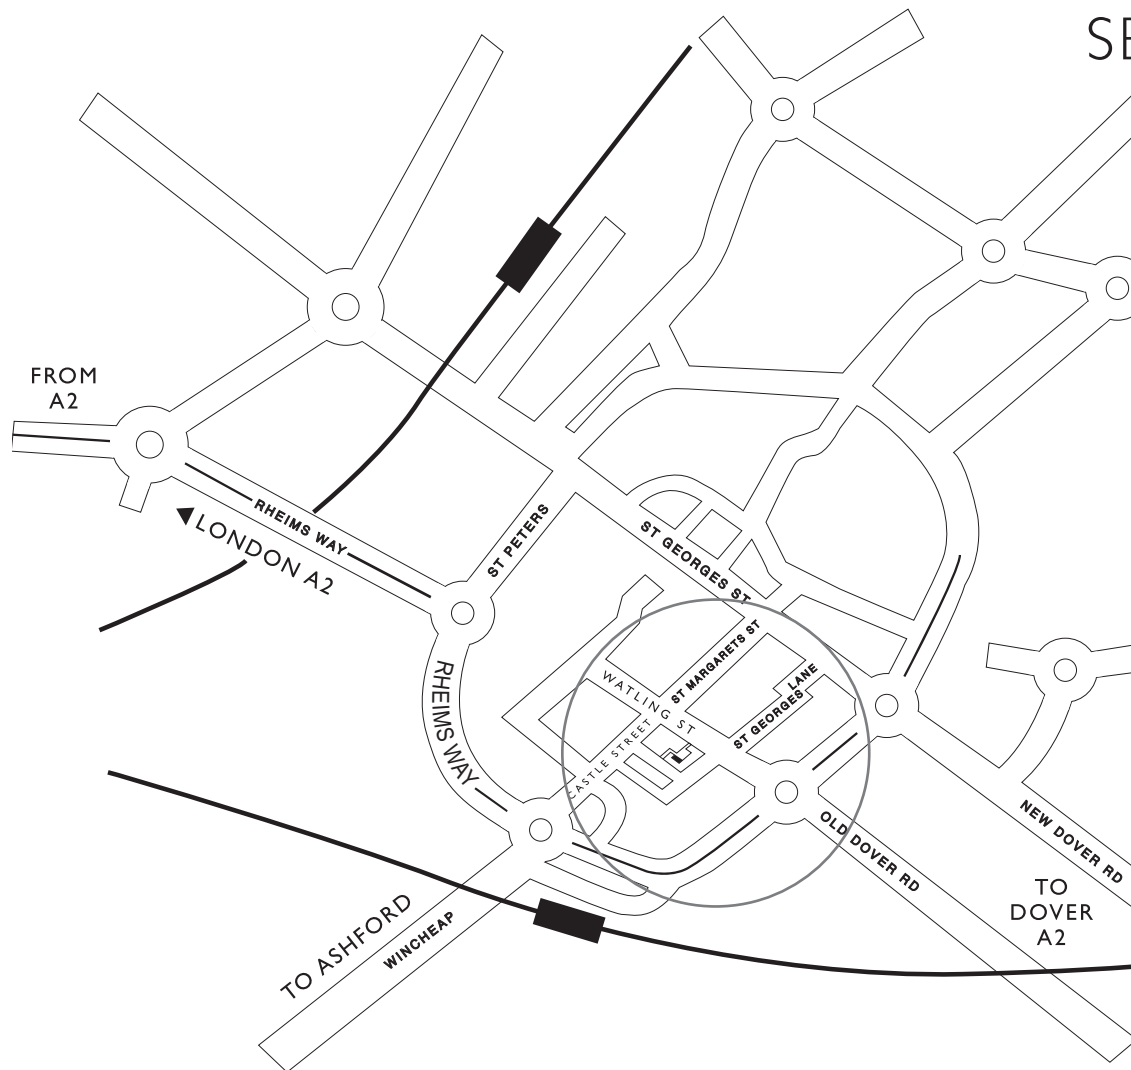 SE
FROM
A2
RHEIMS WAY
LONDON A2
ST PETERS
ST GEORGES ST
ST MARGARETS ST
WATLING ST
ST GEORGES
LANE
CASTLE STREET
RHEIMS WAY
OLD DOVER RD
NEW DOVER RD
TO
DOVER
A2
TO ASHFORD
WINCHEAP